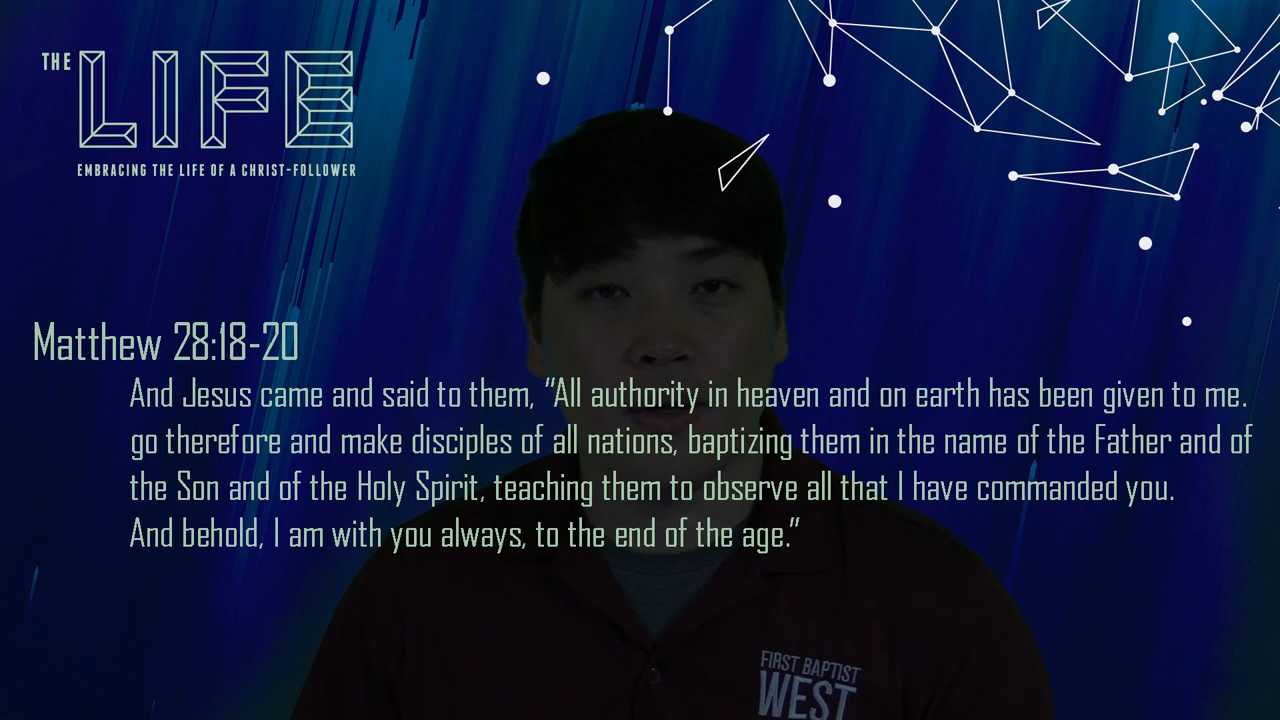 THE
LIFE
EMBRACING THE LIFE OF A CHRIST-FOLLOWER
Matthew 28:18-20
And Jesus came and said to them, “All authority in heaven and on earth has been given to me.
go therefore and make disciples of all nations, baptizing them in the name of the Father and of
the Son and of the Holy Spirit, teaching them to observe all that I have commanded you.
And behold, I am with you always, to the end of the age.”
FIRST BAPTIST
WEST